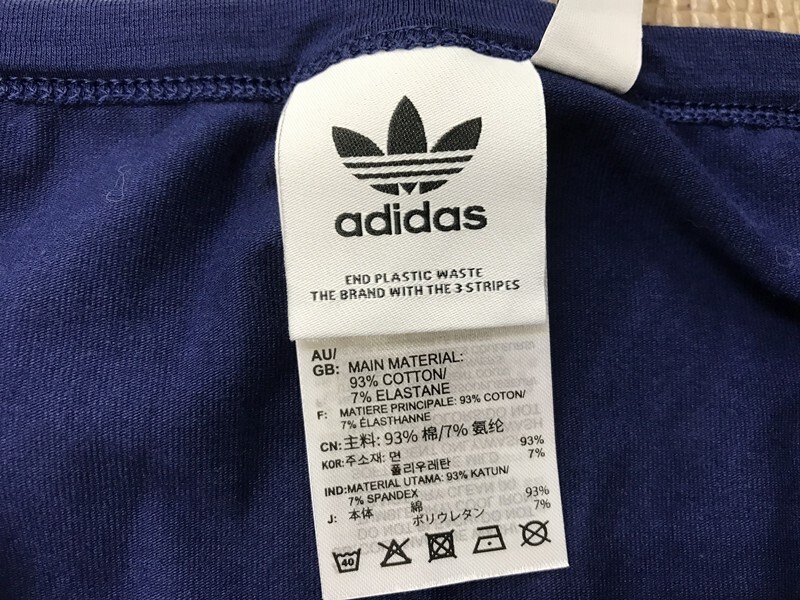 adidas
END PLASTIC WASTE
THE BRAND WITH THE 3 STRIPES
AU/
GB: MAIN MATERIAL:
93% COTTON/
7% ELASTANE
F: MATIERE PRINCIPALE: 93% COTON/
7% ÉLASTHANNE
CN: 主料: 93% 棉/7% 氨纶
KOR: 주소재: 면 93%
폴리우레탄 7%
IND: MATERIAL UTAMA: 93% KATUN/
7% SPANDEX
J: 本体 綿 93%
ポリウレタン 7%
40